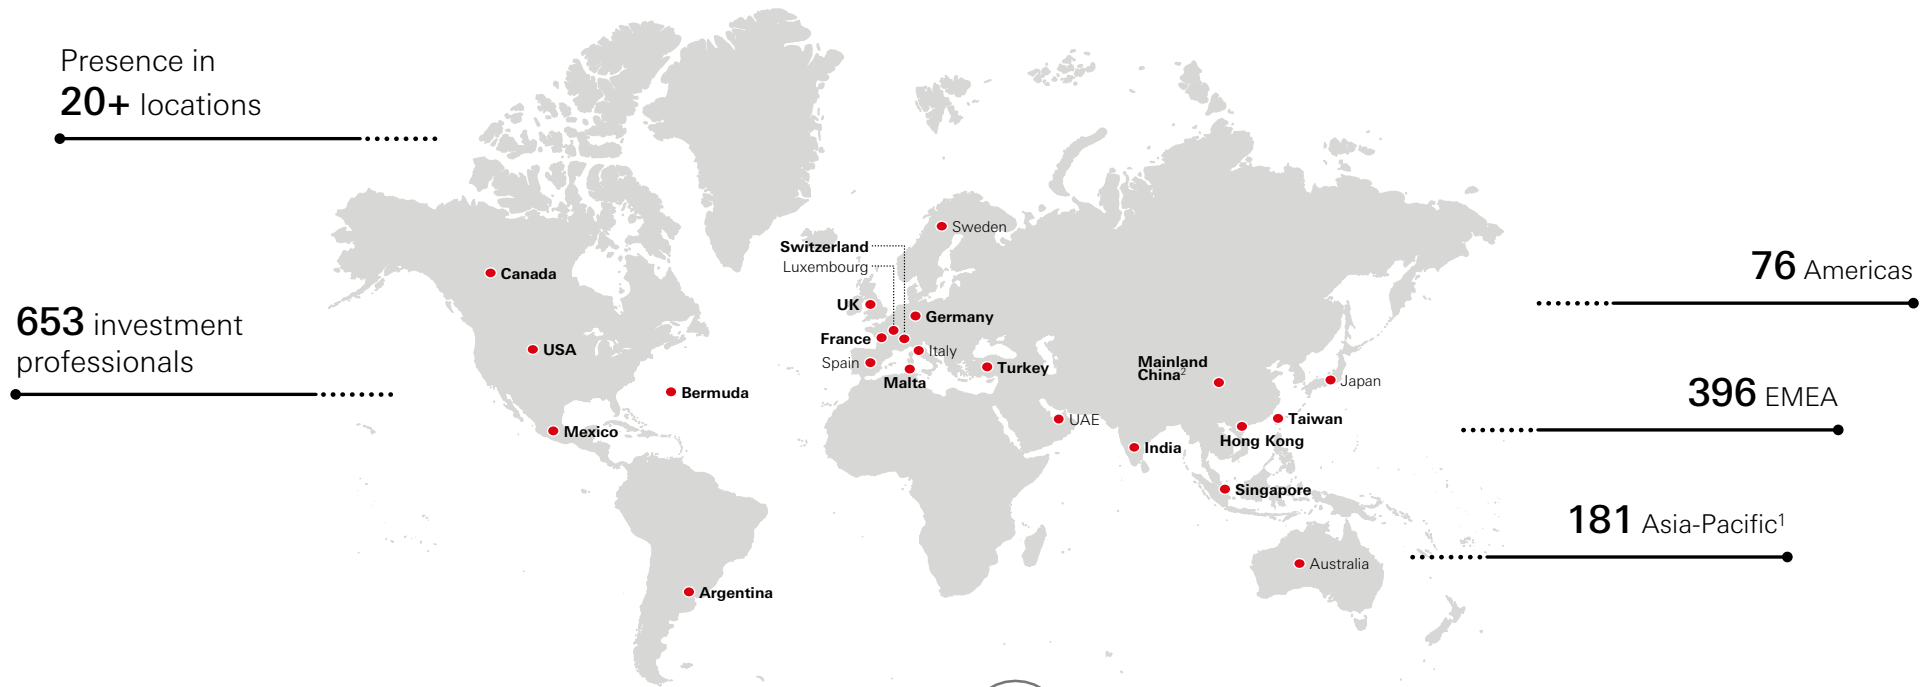 Presence in
20+ locations
653 investment
professionals
Canada
USA
Bermuda
Mexico
Argentina
Sweden
Switzerland
Luxembourg
UK
Germany
France
Italy
Spain
Malta
Turkey
UAE
Mainland
China²
Japan
Taiwan
Hong Kong
India
Singapore
Australia
76 Americas
396 EMEA
181 Asia-Pacific¹